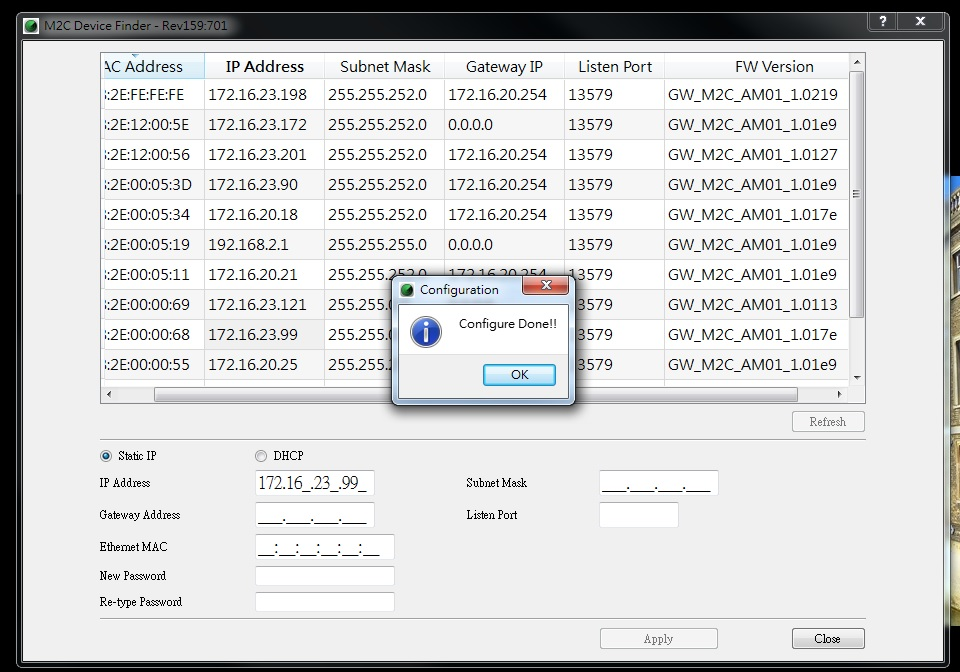 M2C Device Finder - Rev159:701
AC Address IP Address Subnet Mask Gateway IP Listen Port FW Version
:2E:FE:FE:FE 172.16.23.198 255.255.252.0 172.16.20.254 13579 GW_M2C_AM01_1.0219
:2E:12:00:5E 172.16.23.172 255.255.252.0 0.0.0.0 13579 GW_M2C_AM01_1.01e9
:2E:12:00:56 172.16.23.201 255.255.252.0 172.16.20.254 13579 GW_M2C_AM01_1.0127
:2E:00:05:3D 172.16.23.90 255.255.252.0 172.16.20.254 13579 GW_M2C_AM01_1.01e9
:2E:00:05:34 172.16.20.18 255.255.252.0 172.16.20.254 13579 GW_M2C_AM01_1.017e
:2E:00:05:19 192.168.2.1 255.255.255.0 0.0.0.0 13579 GW_M2C_AM01_1.01e9
:2E:00:05:11 172.16.20.21 255.255.252.0 172.16.20.254 13579 GW_M2C_AM01_1.01e9
:2E:00:00:69 172.16.23.121 255.255. 3579 GW_M2C_AM01_1.0113
:2E:00:00:68 172.16.23.99 255.255. 3579 GW_M2C_AM01_1.017e
:2E:00:00:55 172.16.20.25 255.255. 3579 GW_M2C_AM01_1.01e9
Configuration
Configure Done!!
OK
Refresh
Static IP DHCP
IP Address 172.16_.23_.99_ Subnet Mask ___.___.___.___
Gateway Address ___.___.___.___ Listen Port
Ethernet MAC __:__:__:__:__:__
New Password
Re-type Password
Apply Close